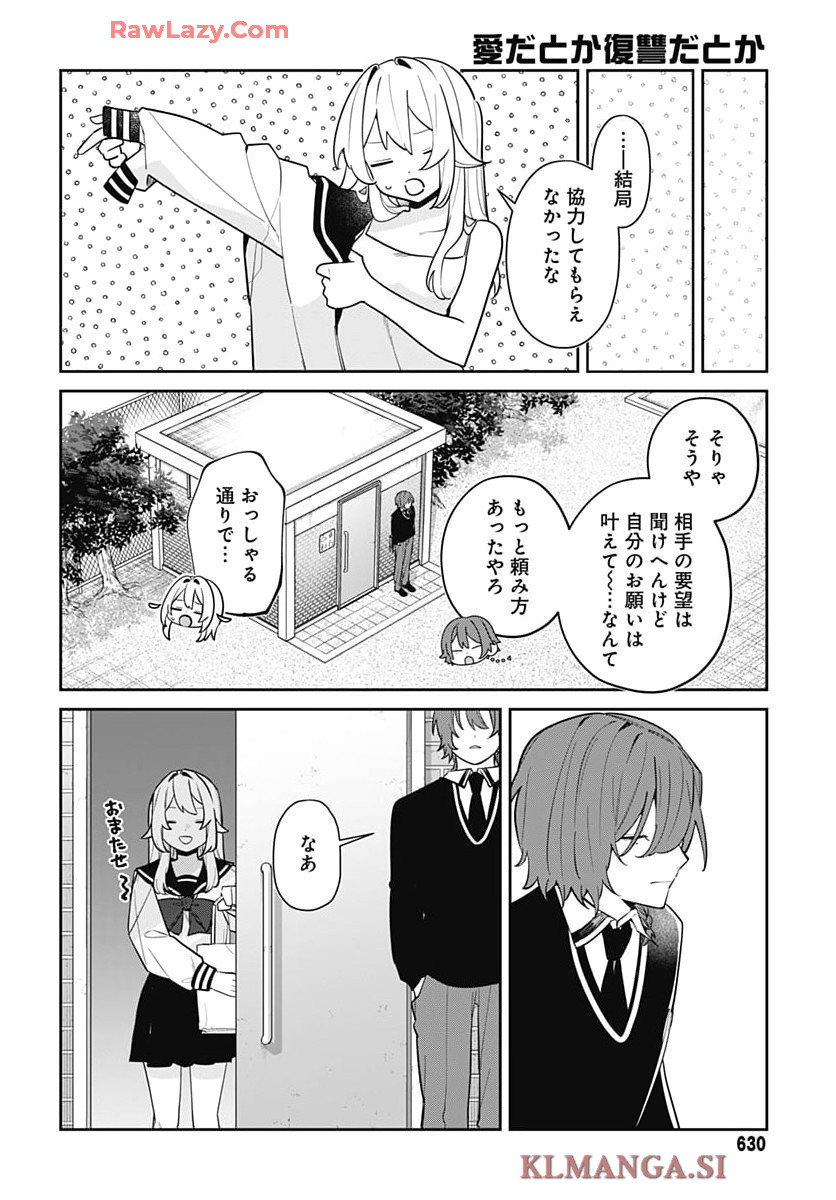 RawLazy.Com
愛だとか復讐だとか
……―結局
協力してもらえ
なかったな
そりゃ
そうや
相手の要望は
聞けへんけど
自分のお願いは
叶えて～…なんて
もっと頼み方
あったやろ
おっしゃる
通りで…
なあ
おまたせ～
630
KLMANGA.SI